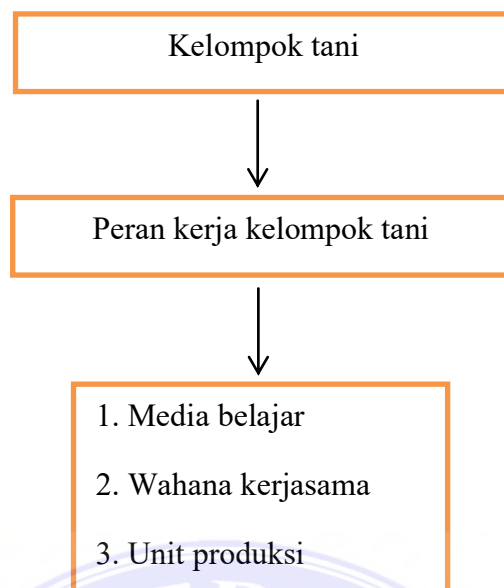 Kelompok tani
Peran kerja kelompok tani
1. Media belajar
2. Wahana kerjasama
3. Unit produksi